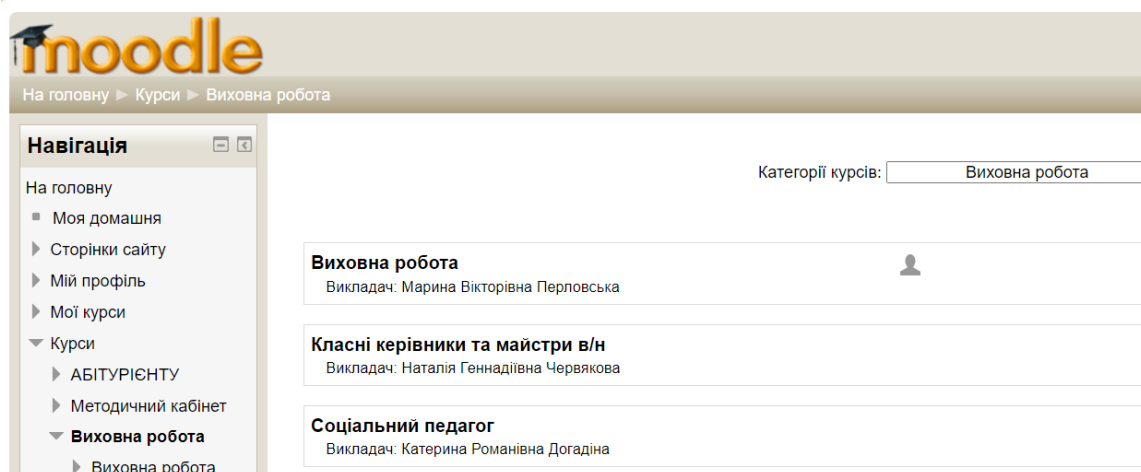 moodle
На головну Курси Виховна робота
Навігація
На головну
Моя домашня
Сторінки сайту
Мій профіль
Мої курси
Курси
АБІТУРІЄНТУ
Методичний кабінет
Виховна робота
Виховна робота
Категорії курсів: Виховна робота
Виховна робота
Викладач: Марина Вікторівна Перловська
Класні керівники та майстри в/н
Викладач: Наталія Геннадіївна Червякова
Соціальний педагог
Викладач: Катерина Романівна Догадіна